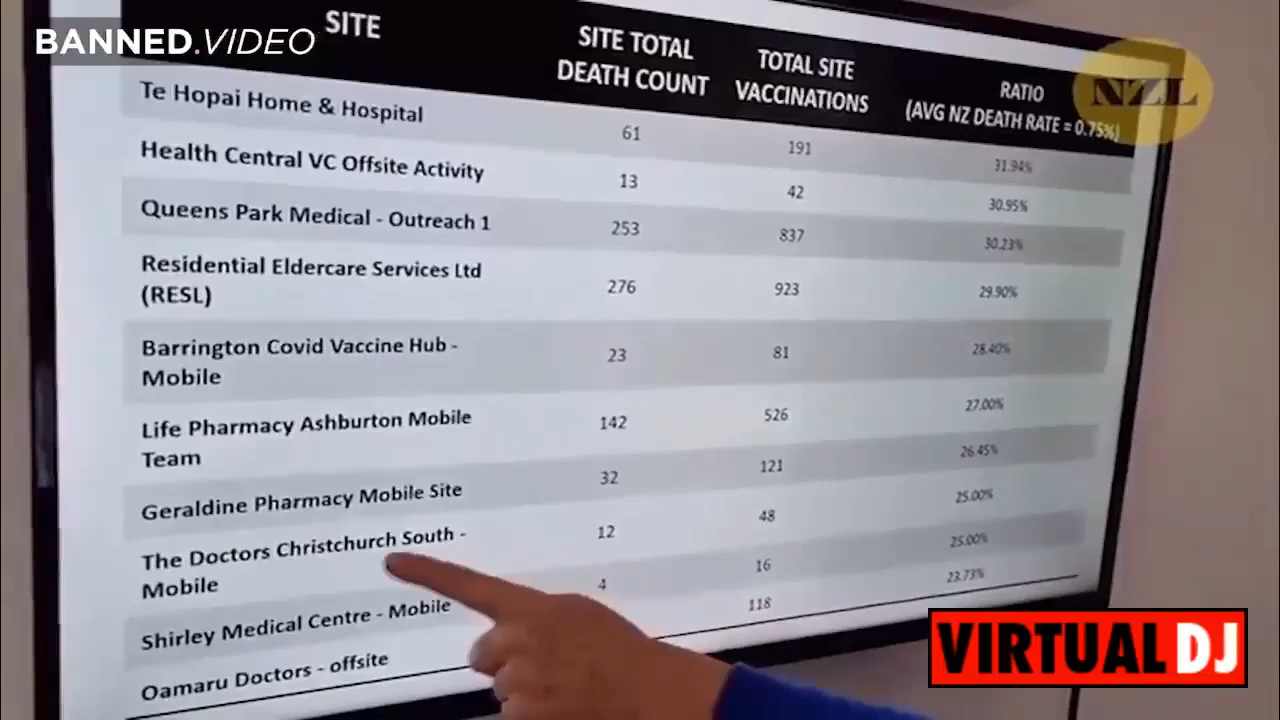 BANNED.VIDEO
SITE
SITE TOTAL
DEATH COUNT
TOTAL SITE
VACCINATIONS
RATIO
(AVG NZ DEATH RATE = 0.75%)
NZL
Te Hopai Home & Hospital 61 191 31.94%
Health Central VC Offsite Activity 13 42 30.95%
Queens Park Medical - Outreach 1 253 837 30.23%
Residential Eldercare Services Ltd
(RESL) 276 923 29.90%
Barrington Covid Vaccine Hub -
Mobile 23 81 28.40%
Life Pharmacy Ashburton Mobile
Team 142 526 27.00%
Geraldine Pharmacy Mobile Site 32 121 26.45%
The Doctors Christchurch South -
Mobile 12 48 25.00%
Shirley Medical Centre - Mobile 4 16 25.00%
Oamaru Doctors - offsite 118 23.73%
VIRTUAL DJ